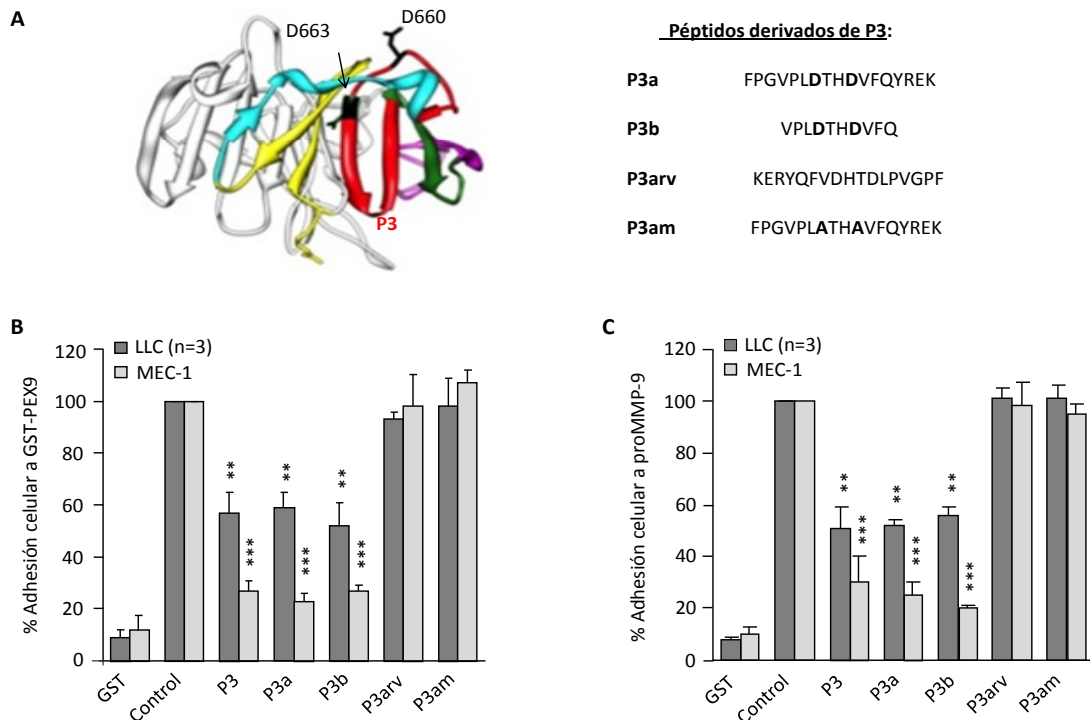 A
D663
D660
P3
Péptidos derivados de P3:
P3a FPGVPLDTHDVFQYREK
P3b VPLDTHDVFQ
P3arv KERYQFVDHTDLPVGPF
P3am FPGVPLATHAVFQYREK
B
LLC (n=3)
MEC-1
% Adhesión celular a GST-PEX9
120
100
80
60
40
20
0
**
***
**
***
**
***
GST
Control
P3
P3a
P3b
P3arv
P3am
C
LLC (n=3)
MEC-1
% Adhesión celular a proMMP-9
120
100
80
60
40
20
0
**
***
**
***
**
***
GST
Control
P3
P3a
P3b
P3arv
P3am